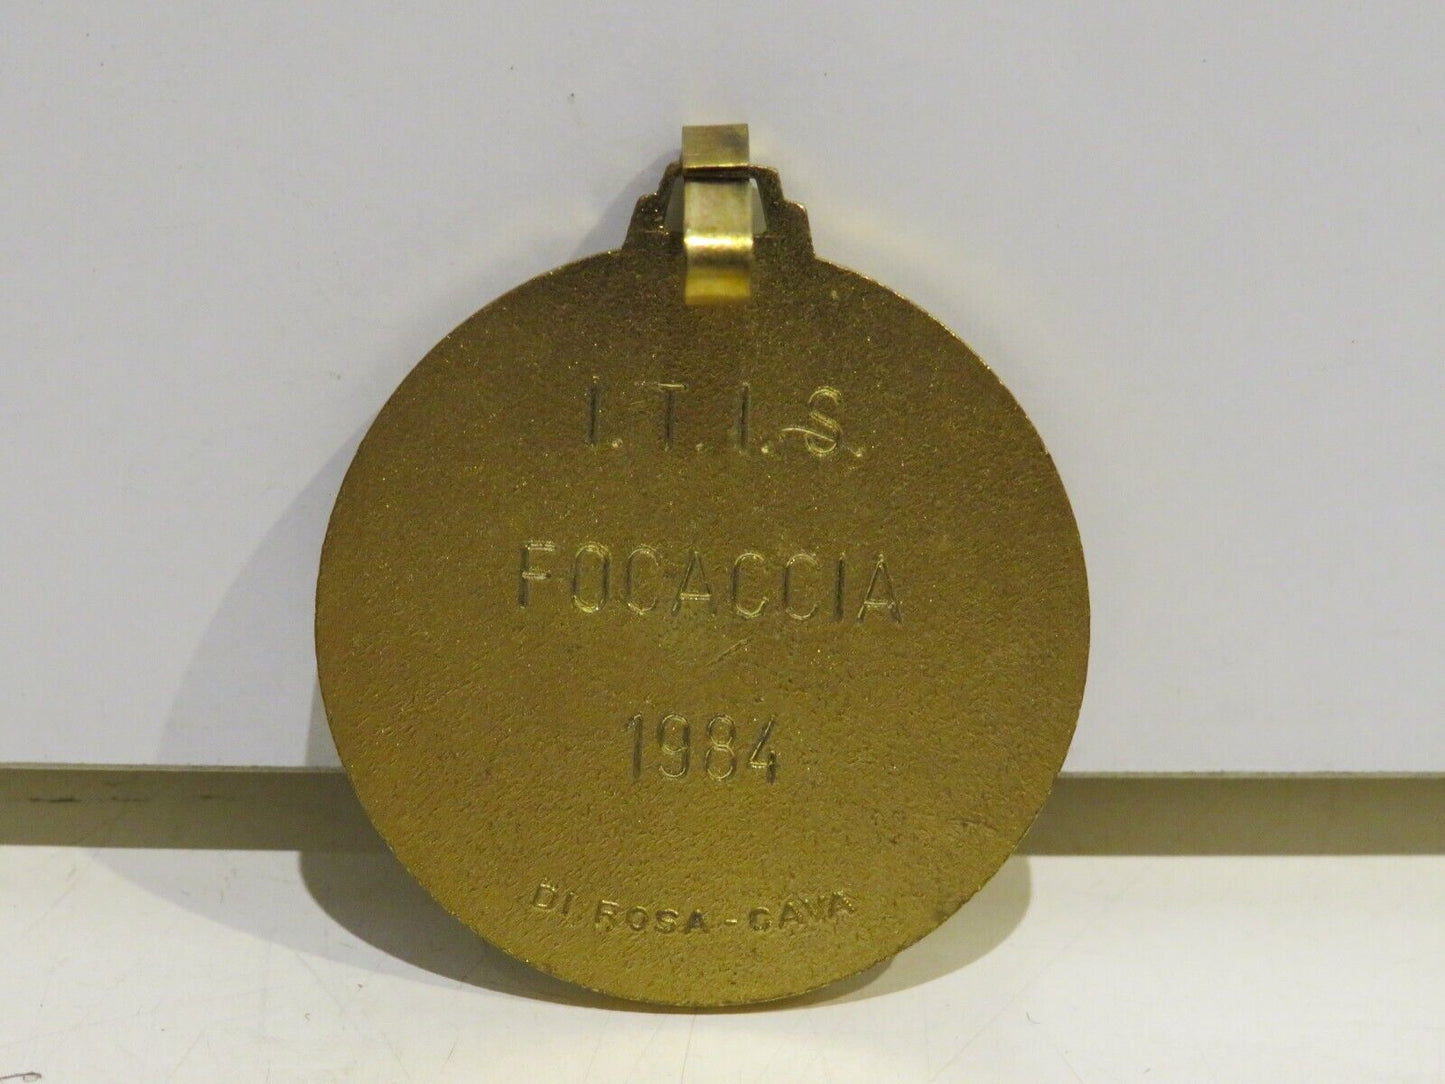 I.T.I.S.
FOCACCIA
1984
DI ROSA - CAVA